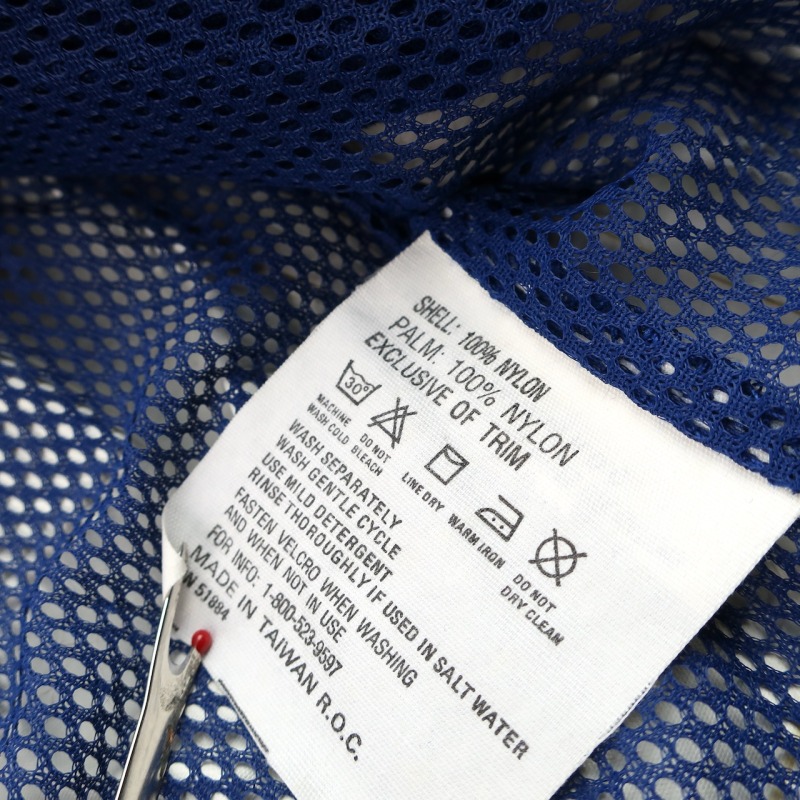 SHELL: 100% NYLON
PALM: 100% NYLON
EXCLUSIVE OF TRIM
30°
MACHINE WASH COLD
DO NOT BLEACH
LINE DRY
WARM IRON
DO NOT DRY CLEAN
WASH SEPARATELY
WASH GENTLE CYCLE
USE MILD DETERGENT
RINSE THOROUGHLY IF USED IN SALT WATER
FASTEN VELCRO WHEN WASHING
AND WHEN NOT IN USE
FOR INFO: 1-800-523-9597
MADE IN TAIWAN R.O.C.
51884